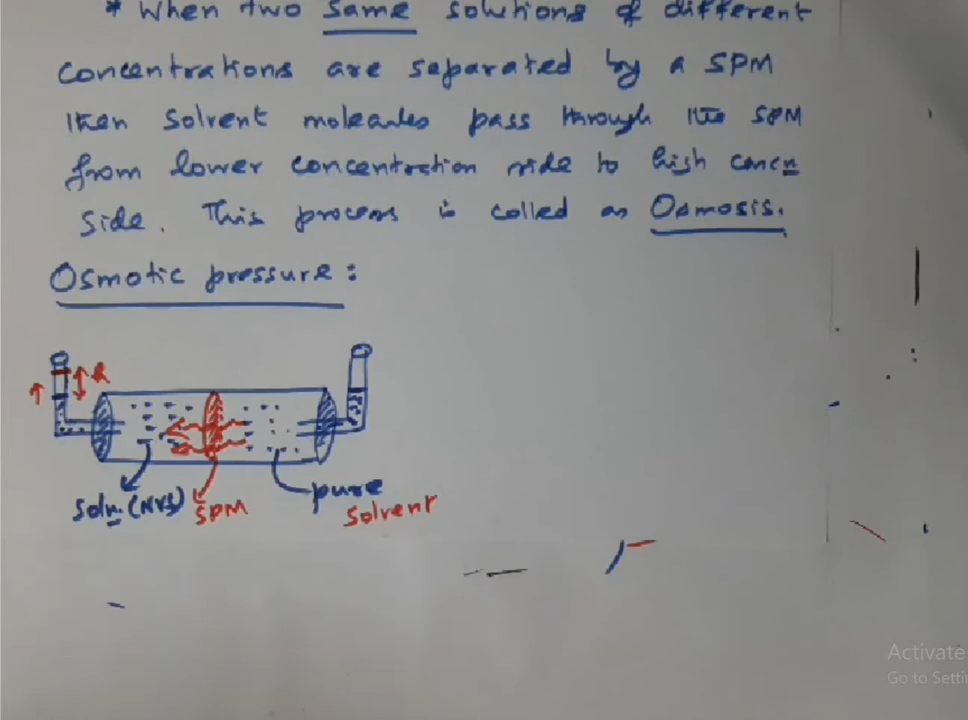 * When two same solutions of different
concentrations are separated by a SPM
then solvent molecules pass through the SPM
from lower concentration side to high concn
side. This process is called as Osmosis.
Osmotic pressure:
h
soln (NVS)
SPM
pure
solvent
Activate
Go to Setti